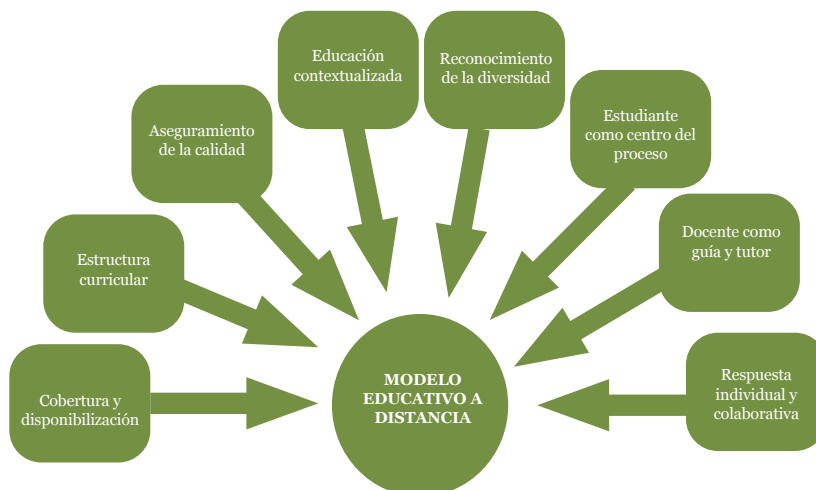 Educación
contextualizada
Reconocimiento
de la diversidad
Aseguramiento
de la calidad
Estudiante
como centro del
proceso
Estructura
curricular
Docente como
guía y tutor
Cobertura y
disponibilización
MODELO
EDUCATIVO A
DISTANCIA
Respuesta
individual y
colaborativa